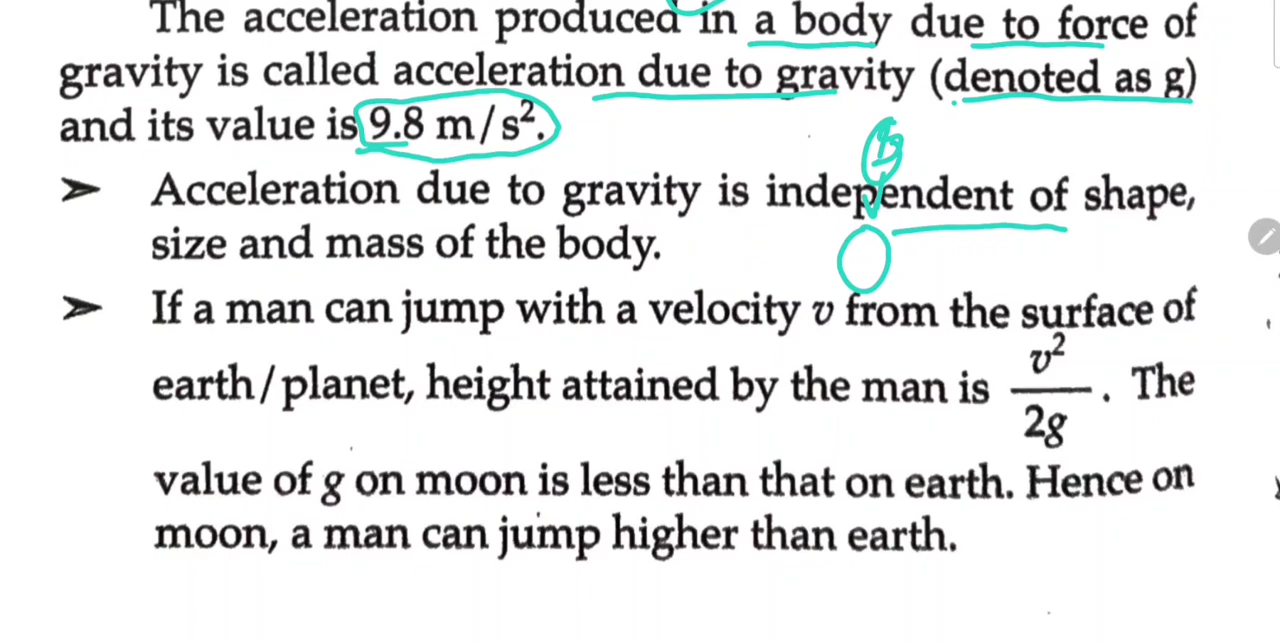 The acceleration produced in a body due to force of
gravity is called acceleration due to gravity (denoted as g)
and its value is 9.8 m/s².
➢ Acceleration due to gravity is independent of shape,
size and mass of the body.
➢ If a man can jump with a velocity v from the surface of
earth/planet, height attained by the man is v²/2g. The
value of g on moon is less than that on earth. Hence on
moon, a man can jump higher than earth.